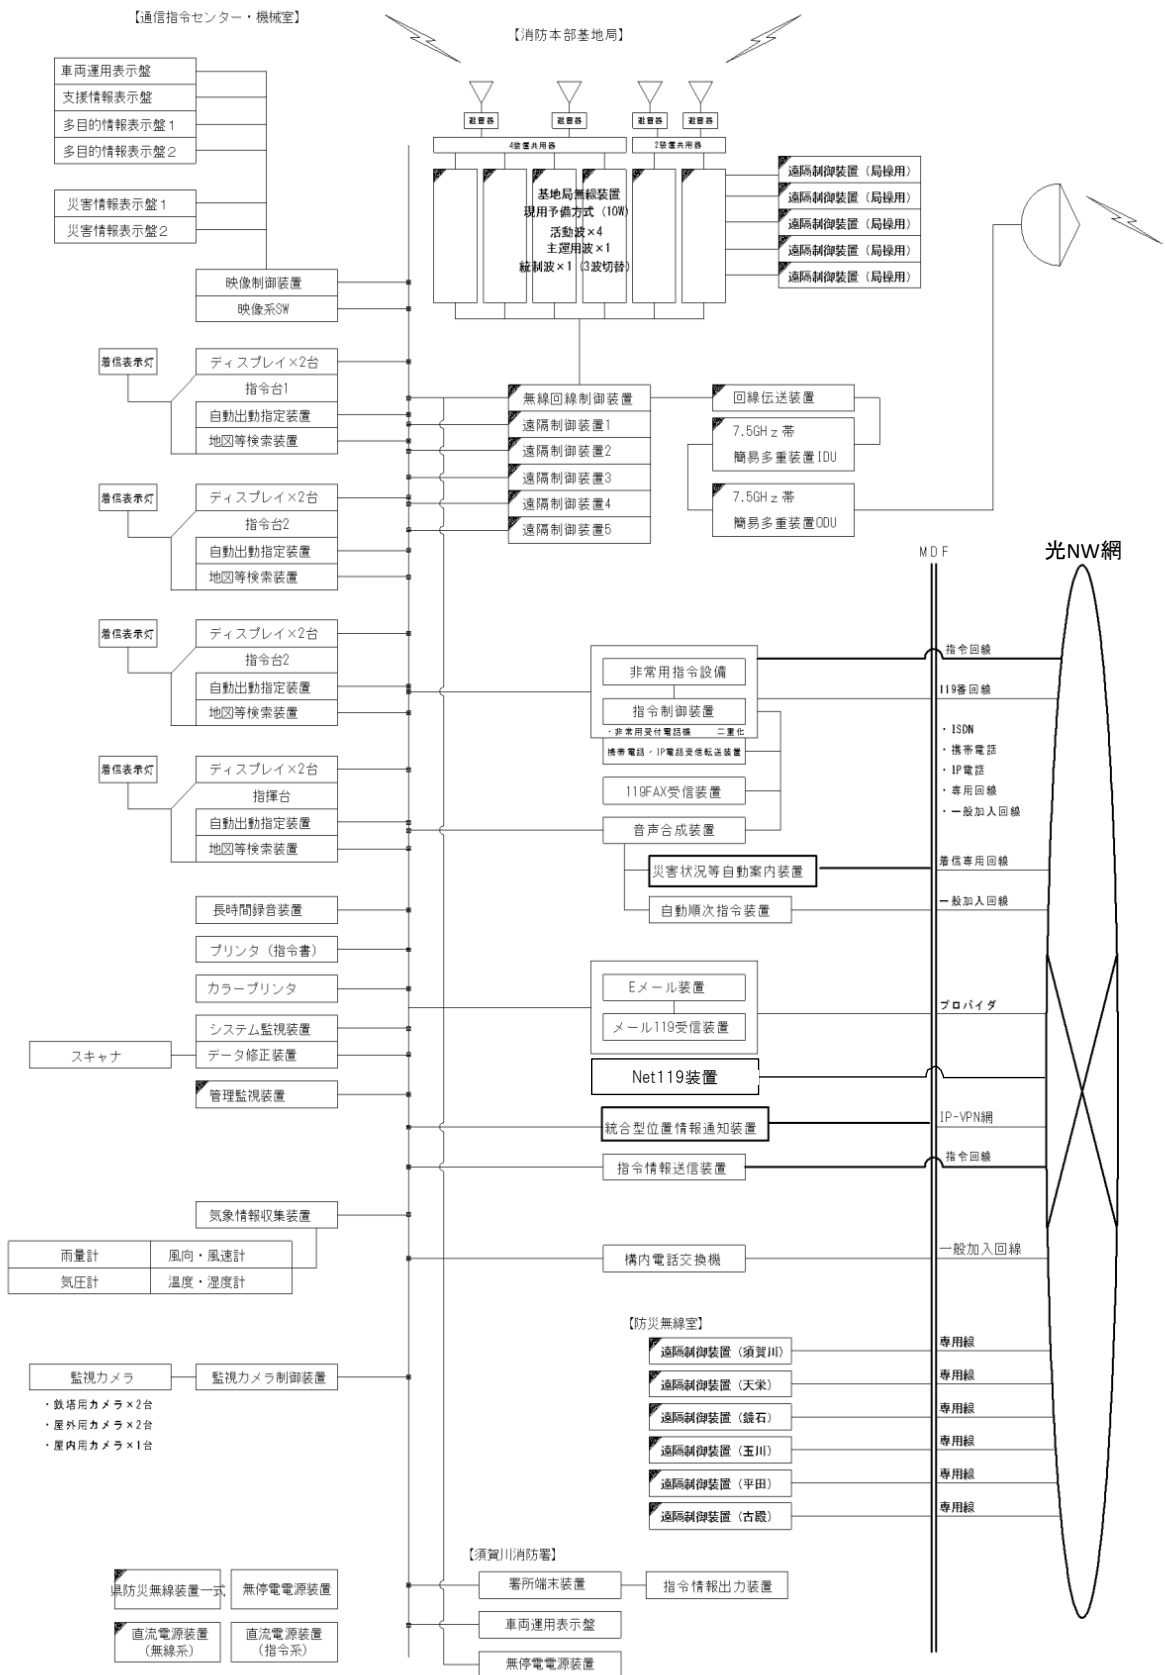 【通信指令センター・機械室】
【消防本部基地局】
車両運用表示盤
支援情報表示盤
多目的情報表示盤1
多目的情報表示盤2
災害情報表示盤1
災害情報表示盤2
映像制御装置
映像系SW
避雷器
避雷器
避雷器
避雷器
4装置共用器
2装置共用器
基地局無線装置
現用予備方式（10W）
活動波×4
主運用波×1
統制波×1（3波切替）
遠隔制御装置（局操用）
遠隔制御装置（局操用）
遠隔制御装置（局操用）
遠隔制御装置（局操用）
遠隔制御装置（局操用）
着信表示灯
ディスプレイ×2台
指令台1
自動出動指定装置
地図等検索装置
着信表示灯
ディスプレイ×2台
指令台2
自動出動指定装置
地図等検索装置
着信表示灯
ディスプレイ×2台
指令台2
自動出動指定装置
地図等検索装置
着信表示灯
ディスプレイ×2台
指揮台
自動出動指定装置
地図等検索装置
無線回線制御装置
遠隔制御装置1
遠隔制御装置2
遠隔制御装置3
遠隔制御装置4
遠隔制御装置5
回線伝送装置
7.5GHｚ帯
簡易多重装置IDU
7.5GHｚ帯
簡易多重装置ODU
MDF
光NW網
非常用指令設備
指令制御装置
・非常用受付電話機　二重化
携帯電話・IP電話受信転送装置
119FAX受信装置
音声合成装置
災害状況等自動案内装置
自動順次指令装置
指令回線
119番回線
・ISDN
・携帯電話
・IP電話
・専用回線
・一般加入回線
着信専用回線
一般加入回線
長時間録音装置
プリンタ（指令書）
カラープリンタ
システム監視装置
スキャナ
データ修正装置
管理監視装置
Eメール装置
メール119受信装置
プロバイダ
Net119装置
統合型位置情報通知装置
IP-VPN網
指令情報送信装置
指令回線
気象情報収集装置
雨量計
風向・風速計
気圧計
温度・湿度計
構内電話交換機
一般加入回線
【防災無線室】
遠隔制御装置（須賀川）
専用線
遠隔制御装置（天栄）
専用線
遠隔制御装置（鏡石）
専用線
遠隔制御装置（玉川）
専用線
遠隔制御装置（平田）
専用線
遠隔制御装置（古殿）
専用線
監視カメラ
監視カメラ制御装置
・鉄塔用カメラ×2台
・屋外用カメラ×2台
・屋内用カメラ×1台
【須賀川消防署】
署所端末装置
指令情報出力装置
車両運用表示盤
無停電電源装置
県防災無線装置一式
無停電電源装置
直流電源装置
(無線系)
直流電源装置
(指令系)